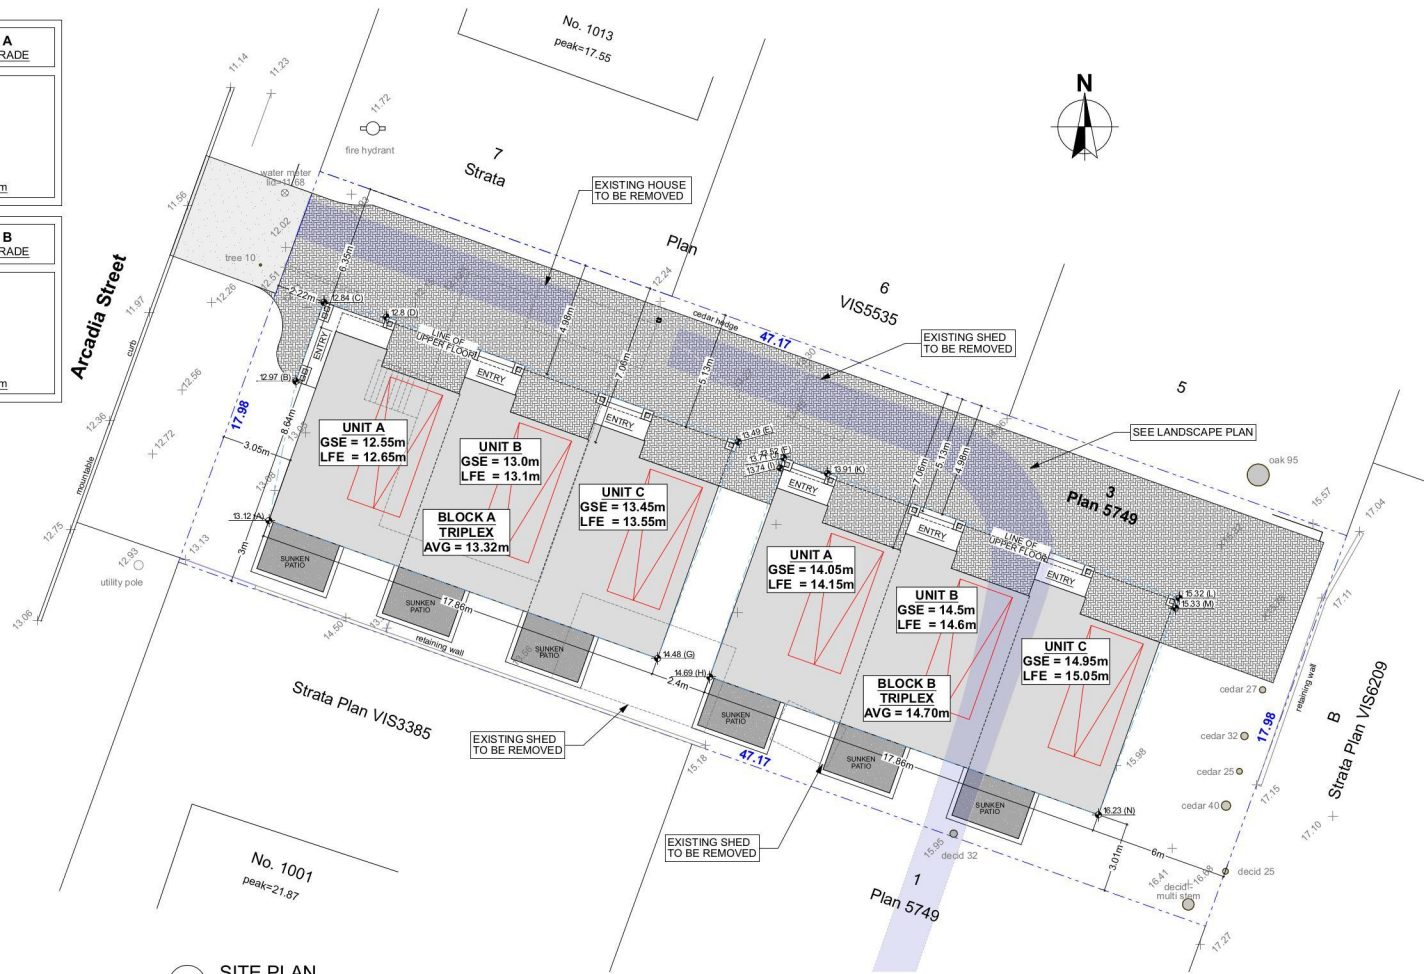 A
RADE
m
B
RADE
m
No. 1013
peak=17.55
N
11.14
11.23
11.72
fire hydrant
7
Strata
water meter
lid=11.68
EXISTING HOUSE
TO BE REMOVED
11.56
12.02
Plan
tree 10
6.35m
12.24
6
VIS5535
12.51
12.26
2.22m
12.84 (C)
12.8 (D)
4.98m
cedar hedge
47.17
EXISTING SHED
TO BE REMOVED
Arcadia Street
11.97
curb
ENTRY
LINE OF
UPPER FLOOR
ENTRY
7.06m
5.13m
5
12.97 (B)
12.56
17.98
8.64m
ENTRY
12.36
12.72
3.05m
UNIT A
GSE = 12.55m
LFE = 12.65m
UNIT B
GSE = 13.0m
LFE = 13.1m
13.49 (E)
13.74 (I)
13.91 (K)
SEE LANDSCAPE PLAN
oak 95
mountable
ENTRY
7.06m
5.13m
4.98m
UNIT C
GSE = 13.45m
LFE = 13.55m
3
Plan 5749
15.57
17.04
12.75
13.12 (A)
BLOCK A
TRIPLEX
AVG = 13.32m
ENTRY
LINE OF
UPPER FLOOR
12.93
13.13
3m
SUNKEN
PATIO
UNIT A
GSE = 14.05m
LFE = 14.15m
ENTRY
utility pole
SUNKEN
PATIO
17.86m
UNIT B
GSE = 14.5m
LFE = 14.6m
15.32 (L)
15.33 (M)
17.11
13.06
14.50
retaining wall
SUNKEN
PATIO
14.48 (G)
UNIT C
GSE = 14.95m
LFE = 15.05m
14.69 (H)
2.4m
BLOCK B
TRIPLEX
AVG = 14.70m
cedar 27
retaining wall
Strata Plan VIS3385
SUNKEN
PATIO
cedar 32
17.98
B
Strata Plan VIS6209
EXISTING SHED
TO BE REMOVED
15.18
47.17
SUNKEN
PATIO
17.86m
15.98
cedar 25
17.15
SUNKEN
PATIO
16.23 (N)
cedar 40
17.10
EXISTING SHED
TO BE REMOVED
15.95
decid 32
3.01m
6m
No. 1001
peak=21.87
1
Plan 5749
16.41
16.68
decid 25
decid
multi stem
17.27
SITE PLAN